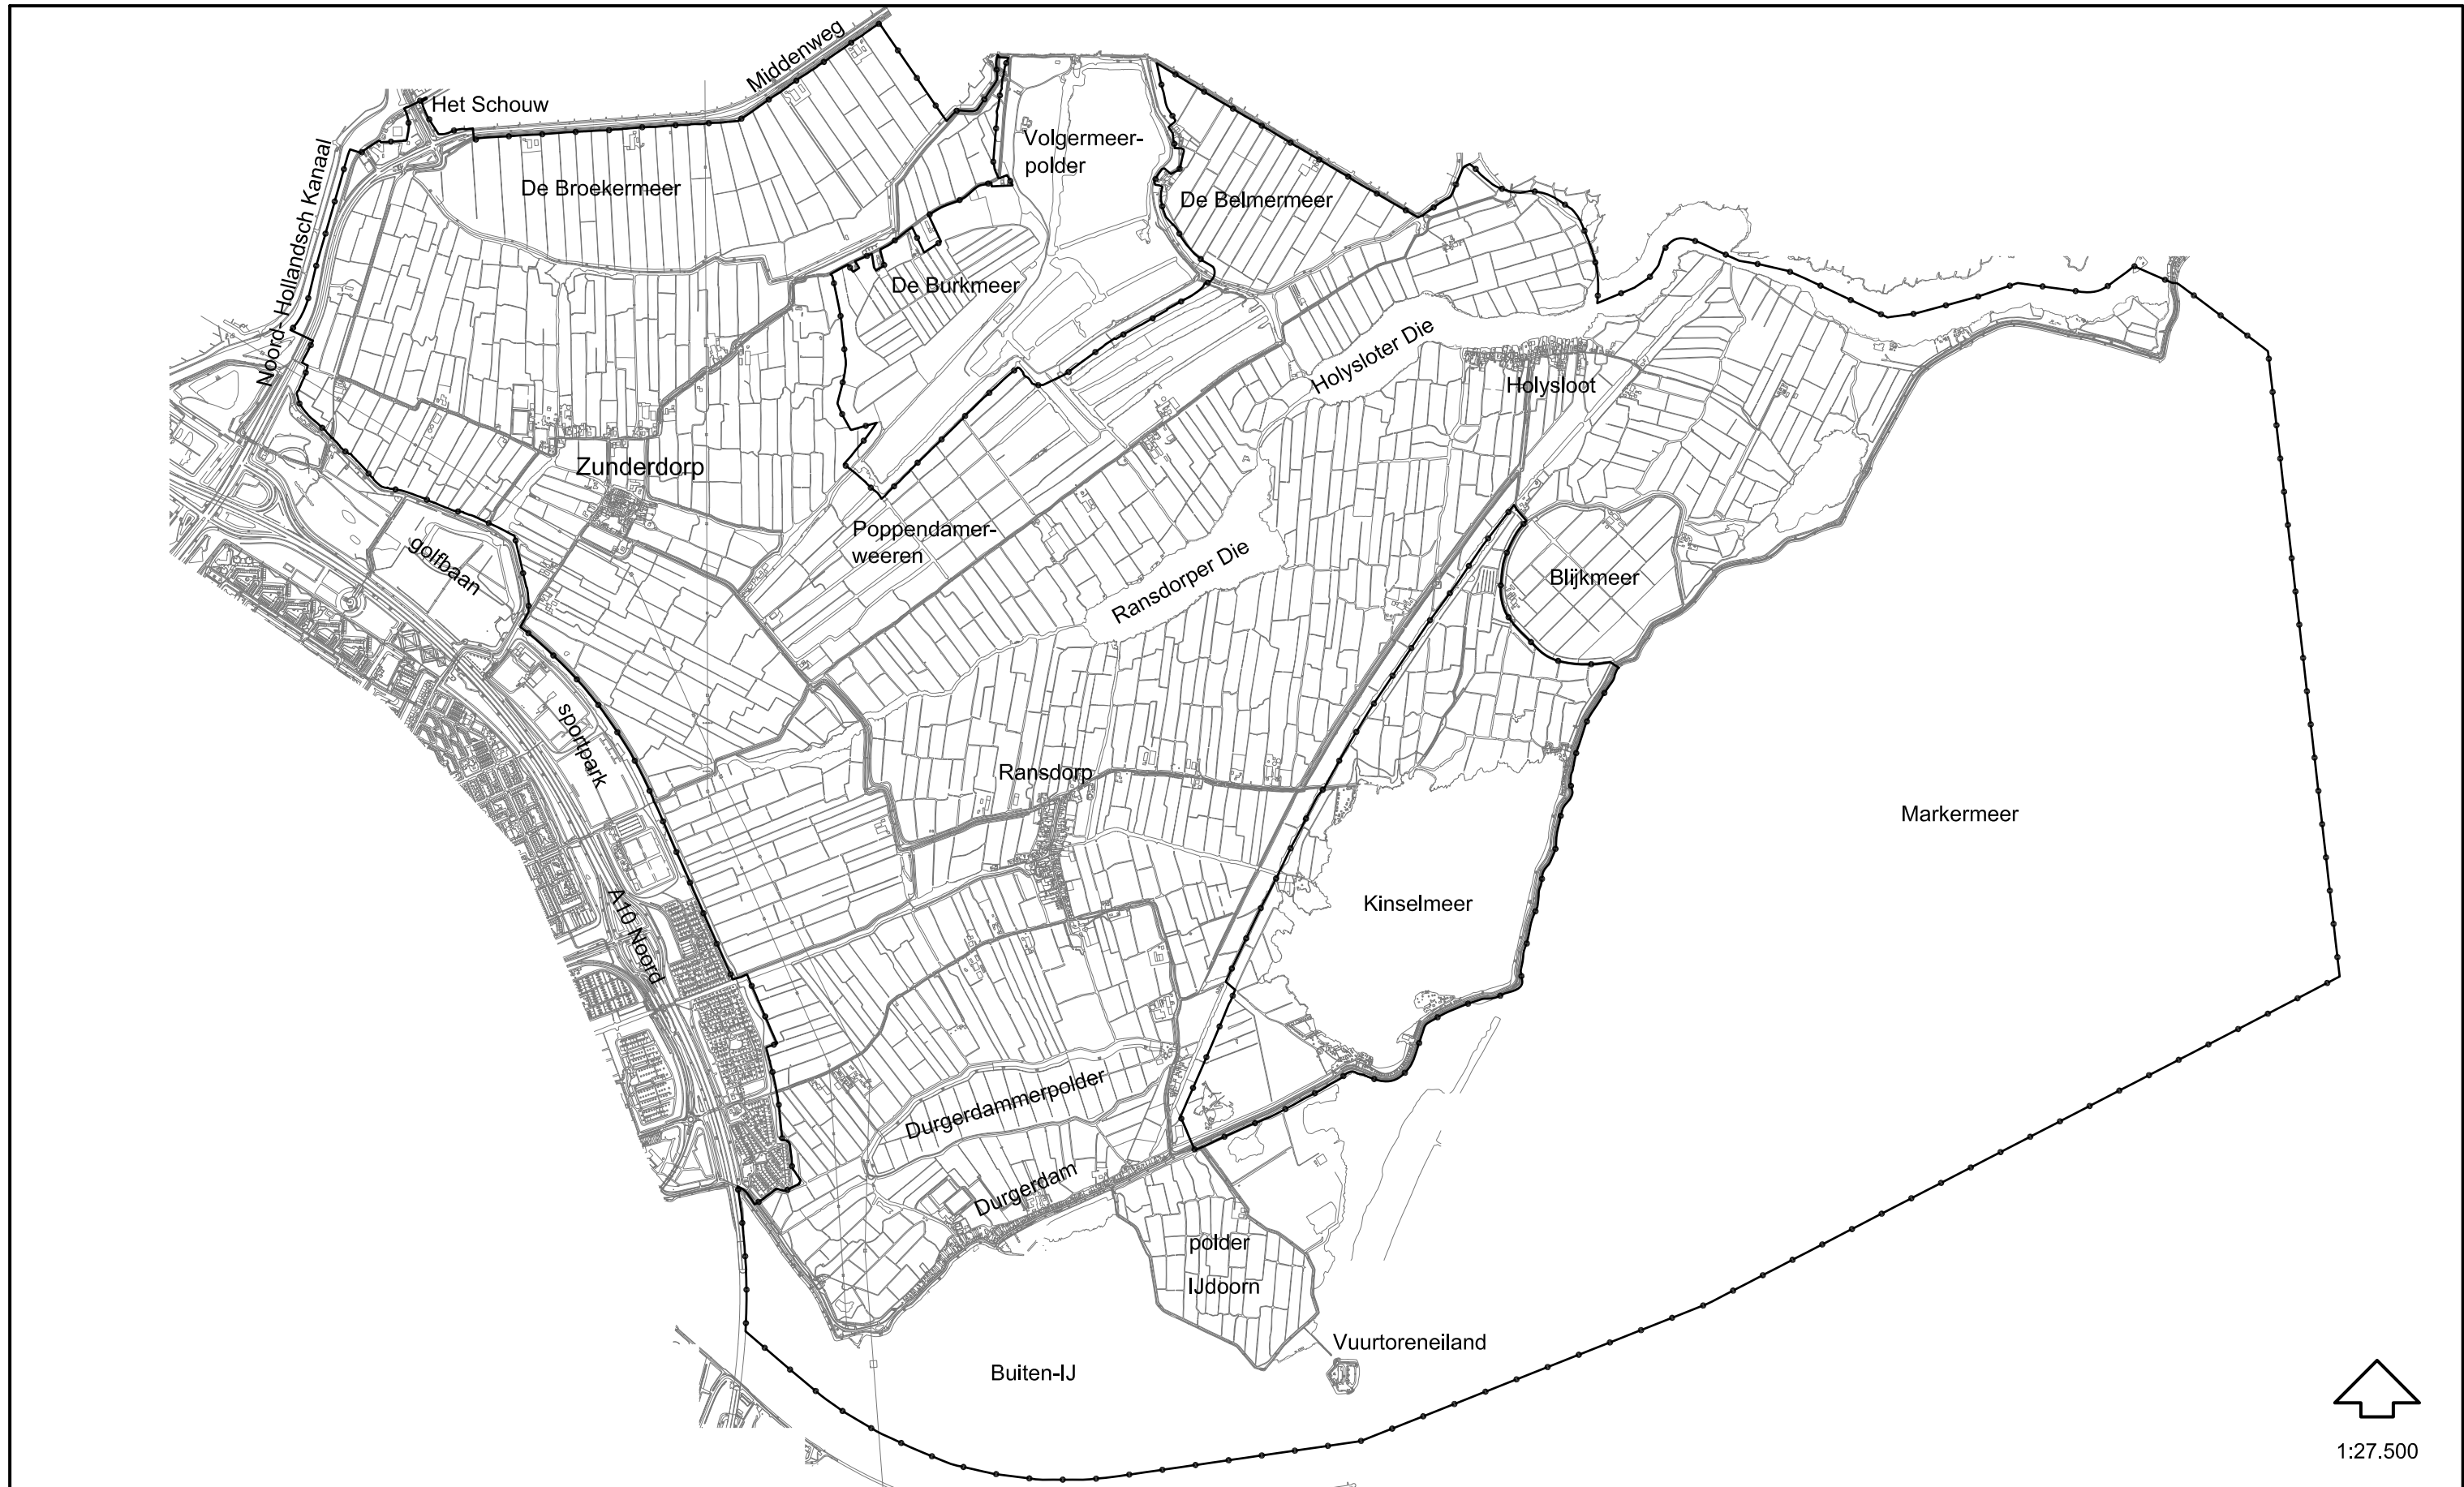 Middenweg
Het Schouw
Noord- Hollandsch Kanaal
Volgermeer-
polder
De Broekermeer
De Belmermeer
De Burkmeer
Holysloter Die
Holysloot
Zunderdorp
Poppendamer-
weeren
golfbaan
Ransdorper Die
Blijkmeer
sportpark
Ransdorp
Markermeer
A10-Noord
Kinselmeer
Durgerdammerpolder
Durgerdam
polder
IJdoorn
Vuurtoreneiland
Buiten-IJ
1:27.500